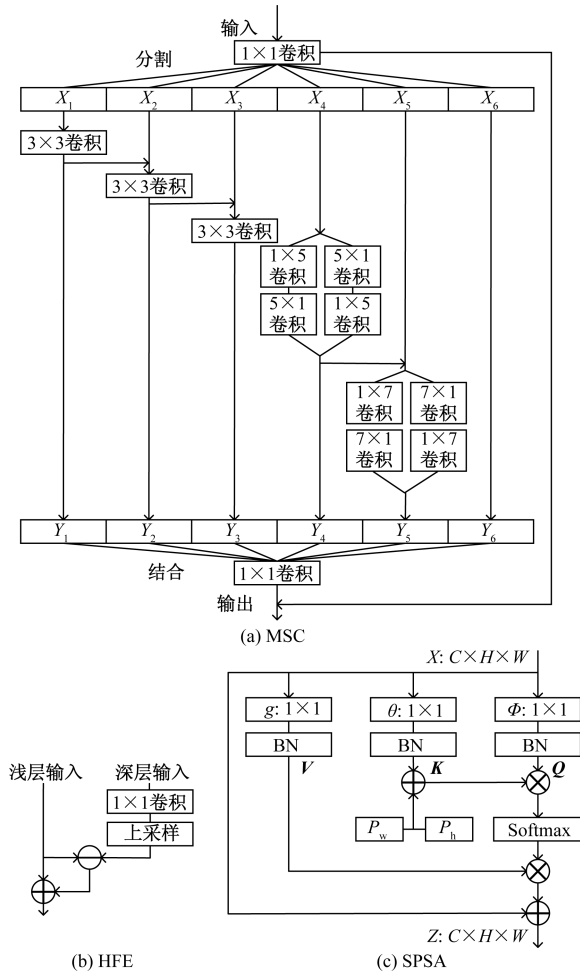 输入
分割
1×1卷积
X1 X2 X3 X4 X5 X6
3×3卷积
3×3卷积
3×3卷积
1×5卷积 5×1卷积
5×1卷积 1×5卷积
1×7卷积 7×1卷积
7×1卷积 1×7卷积
Y1 Y2 Y3 Y4 Y5 Y6
结合
1×1卷积
输出
(a) MSC
浅层输入 深层输入
1×1卷积
上采样
(b) HFE
X: C×H×W
g: 1×1 θ: 1×1 Φ: 1×1
BN BN BN
V K Q
Pw Ph Softmax
Z: C×H×W
(c) SPSA